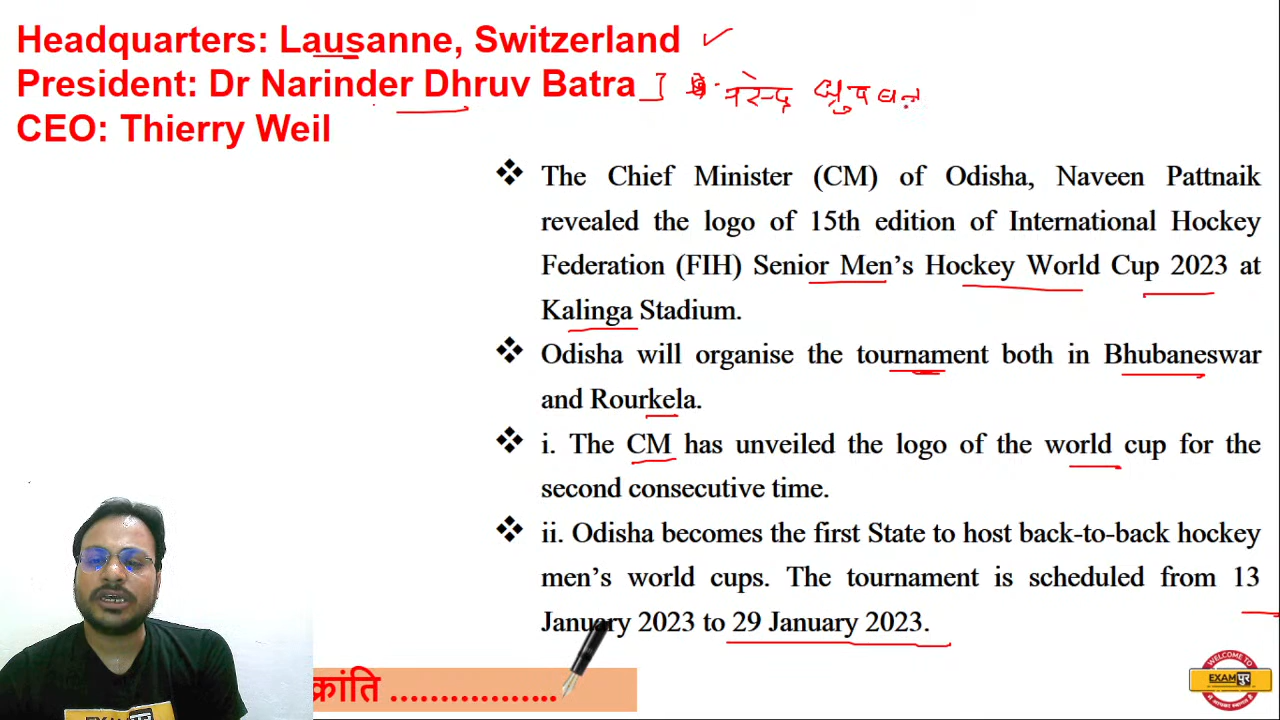 Headquarters: Lausanne, Switzerland
President: Dr Narinder Dhruv Batra
नरेन्द्र
CEO: Thierry Weil
❖ The Chief Minister (CM) of Odisha, Naveen Pattnaik
revealed the logo of 15th edition of International Hockey
Federation (FIH) Senior Men’s Hockey World Cup 2023 at
Kalinga Stadium.
❖ Odisha will organise the tournament both in Bhubaneswar
and Rourkela.
❖ i. The CM has unveiled the logo of the world cup for the
second consecutive time.
❖ ii. Odisha becomes the first State to host back-to-back hockey
men’s world cups. The tournament is scheduled from 13
January 2023 to 29 January 2023.
क्रांति ..................
WELCOME TO
EXAMपुर